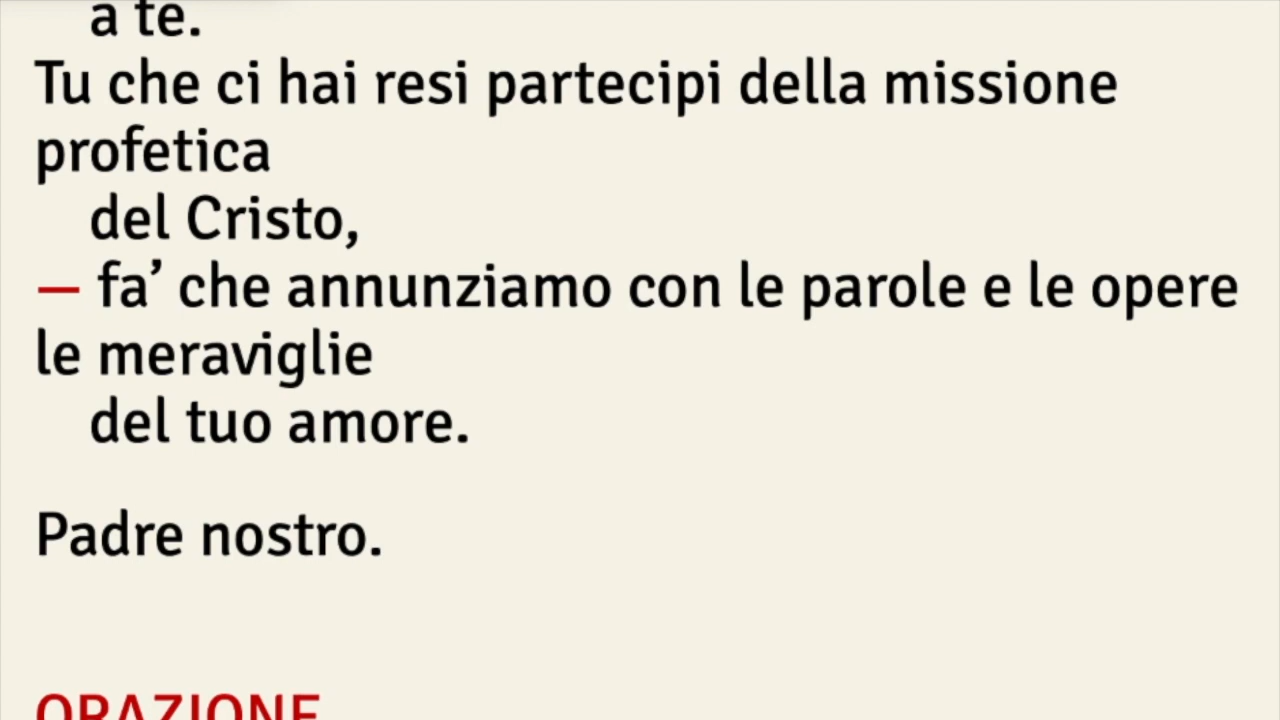 a te.
Tu che ci hai resi partecipi della missione
profetica
del Cristo,
— fa’ che annunziamo con le parole e le opere
le meraviglie
del tuo amore.
Padre nostro.
ORAZIONE